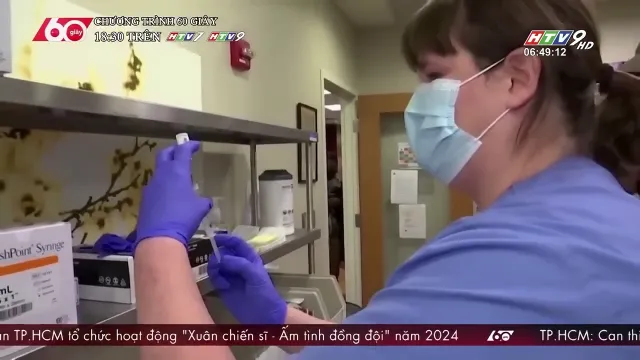 60 giây
CHƯƠNG TRÌNH 60 GIÂY
18:30 TRÊN HTV7 HTV9
HTV9 HD
06:49:12
shPoint Syringe
mL
an TP.HCM tổ chức hoạt động "Xuân chiến sĩ - Ấm tình đồng đội" năm 2024 60 TP.HCM: Can thi